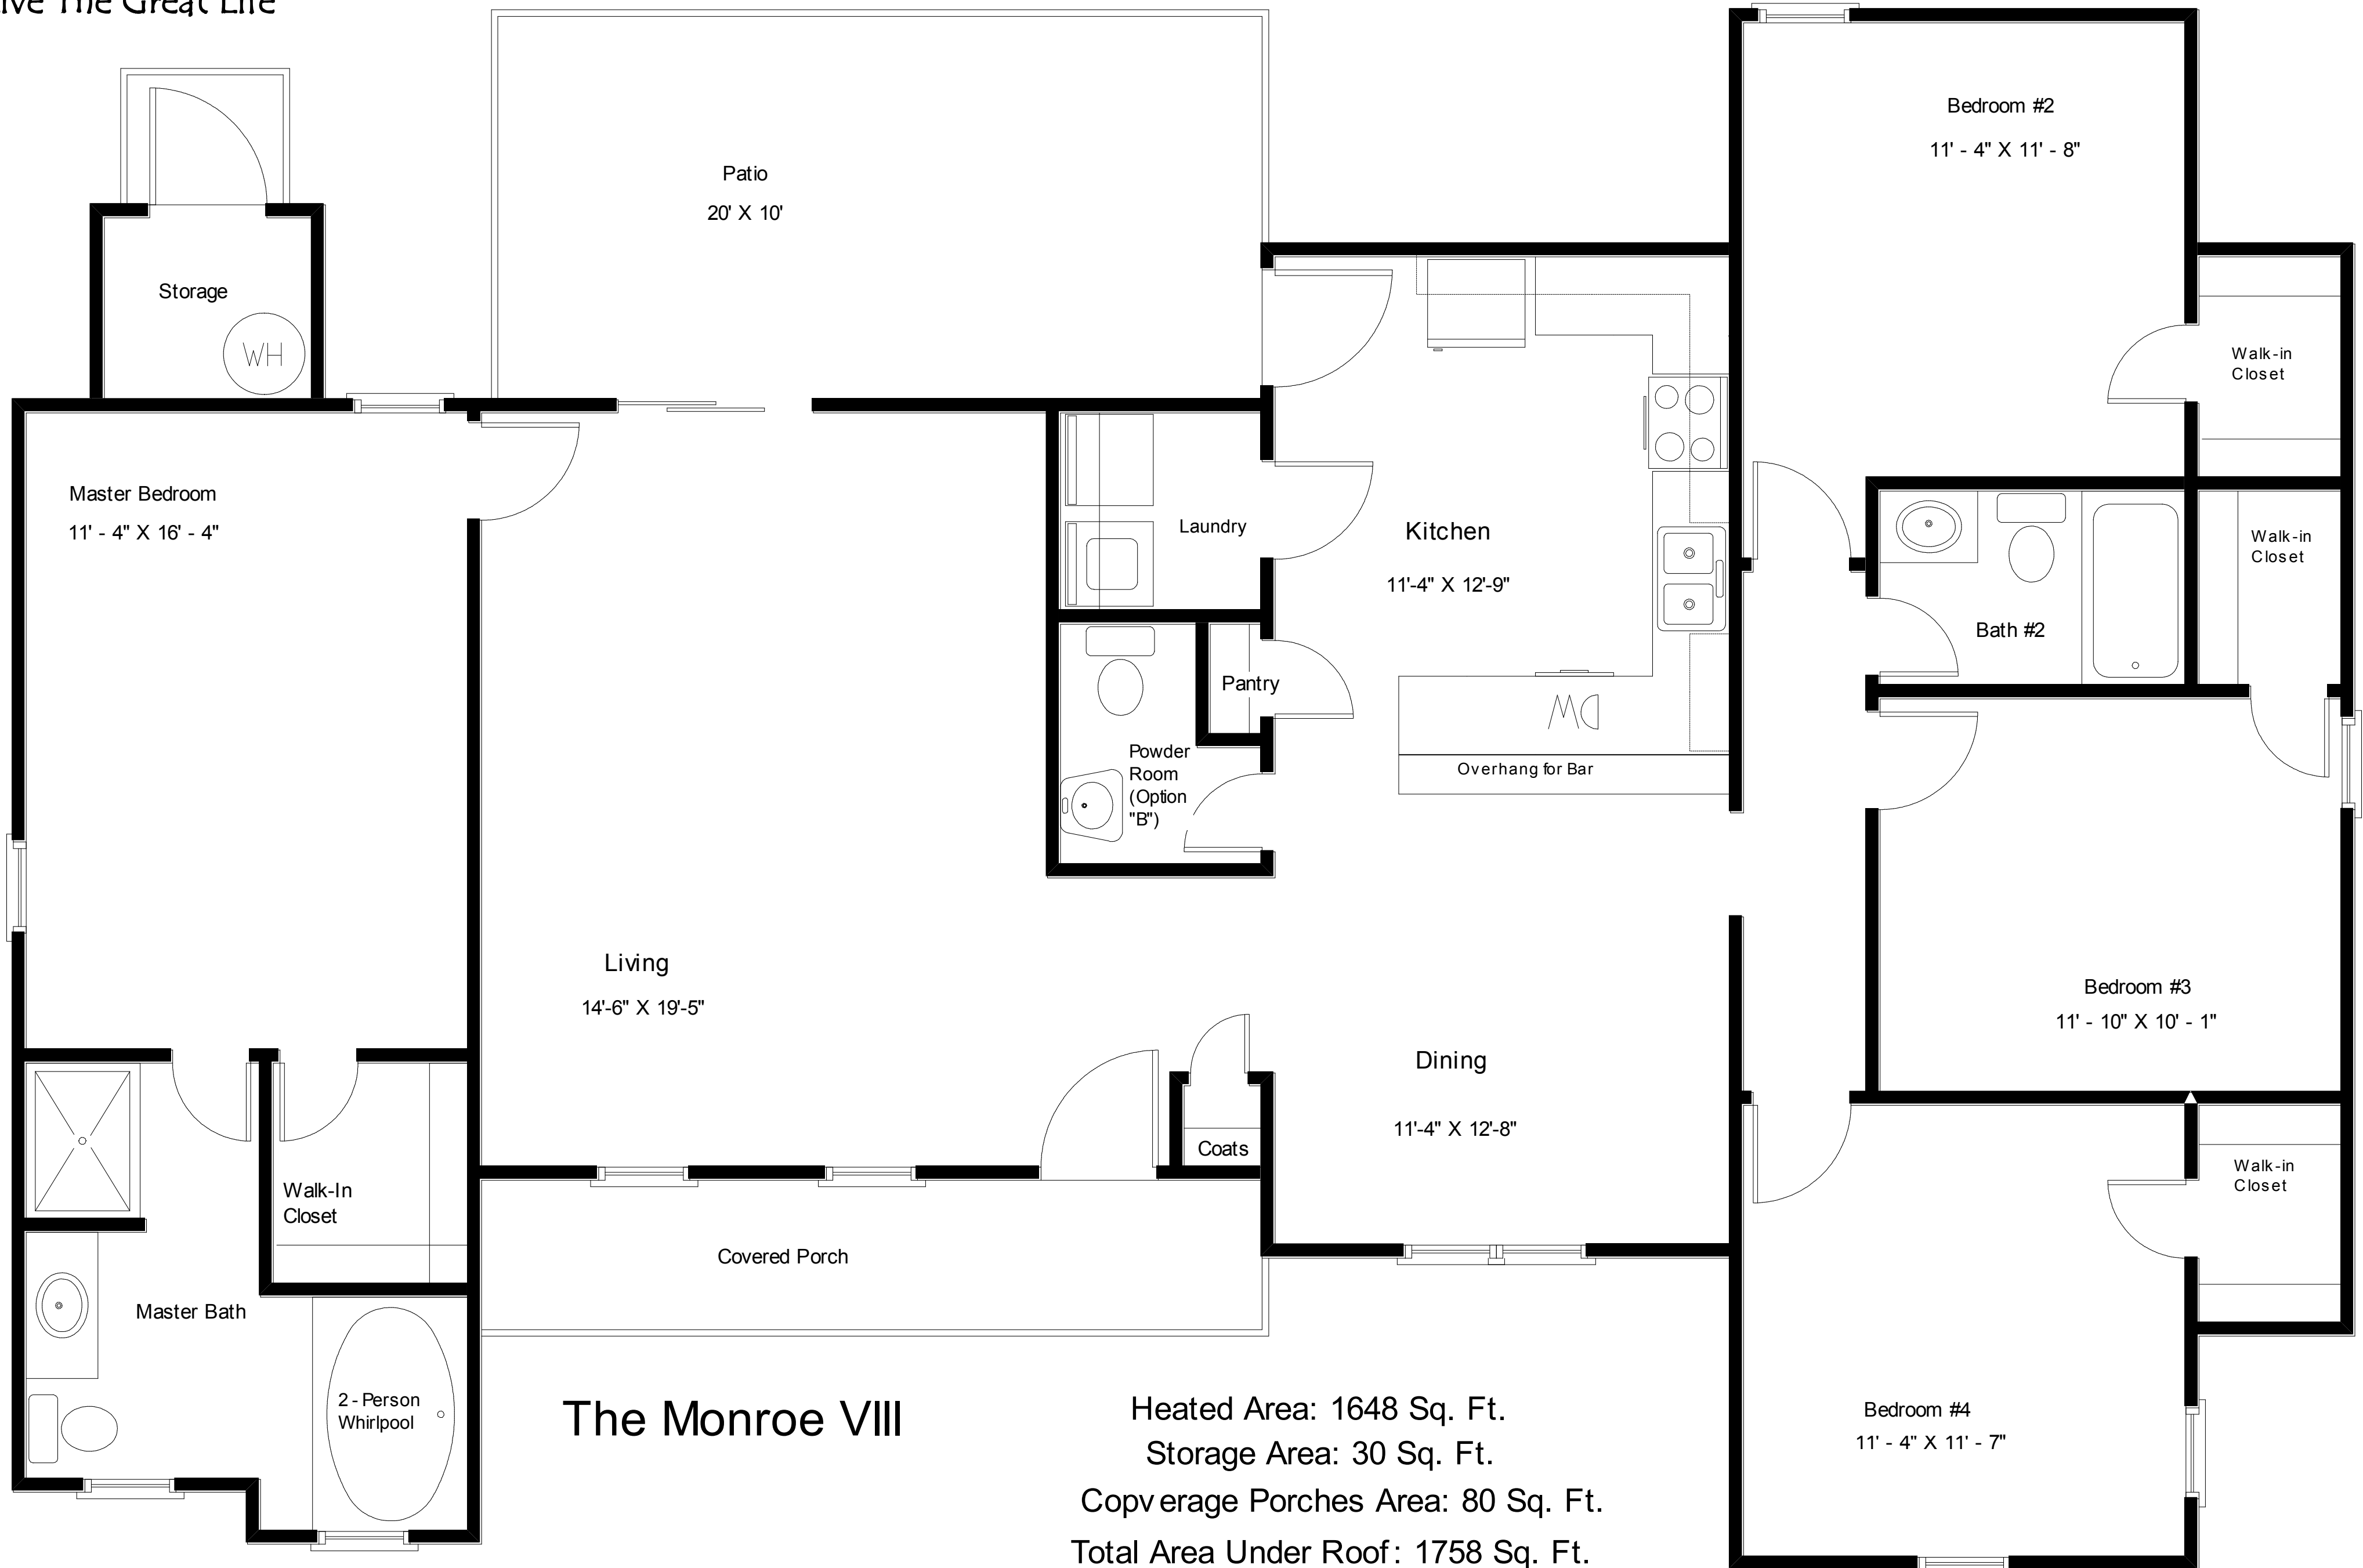 The Great Life
Patio
20' X 10'
Bedroom #2
11' - 4" X 11' - 8"
Storage
WH
Walk-in
Closet
Master Bedroom
11' - 4" X 16' - 4"
Laundry
Kitchen
11'-4" X 12'-9"
Walk-in
Closet
Bath #2
Pantry
DW
Powder
Room
(Option
"B")
Overhang for Bar
Living
14'-6" X 19'-5"
Bedroom #3
11' - 10" X 10' - 1"
Dining
11'-4" X 12'-8"
Coats
Walk-In
Closet
Walk-in
Closet
Covered Porch
Master Bath
2 - Person
Whirlpool
The Monroe VIII
Heated Area: 1648 Sq. Ft.
Storage Area: 30 Sq. Ft.
Copverage Porches Area: 80 Sq. Ft.
Total Area Under Roof: 1758 Sq. Ft.
Bedroom #4
11' - 4" X 11' - 7"